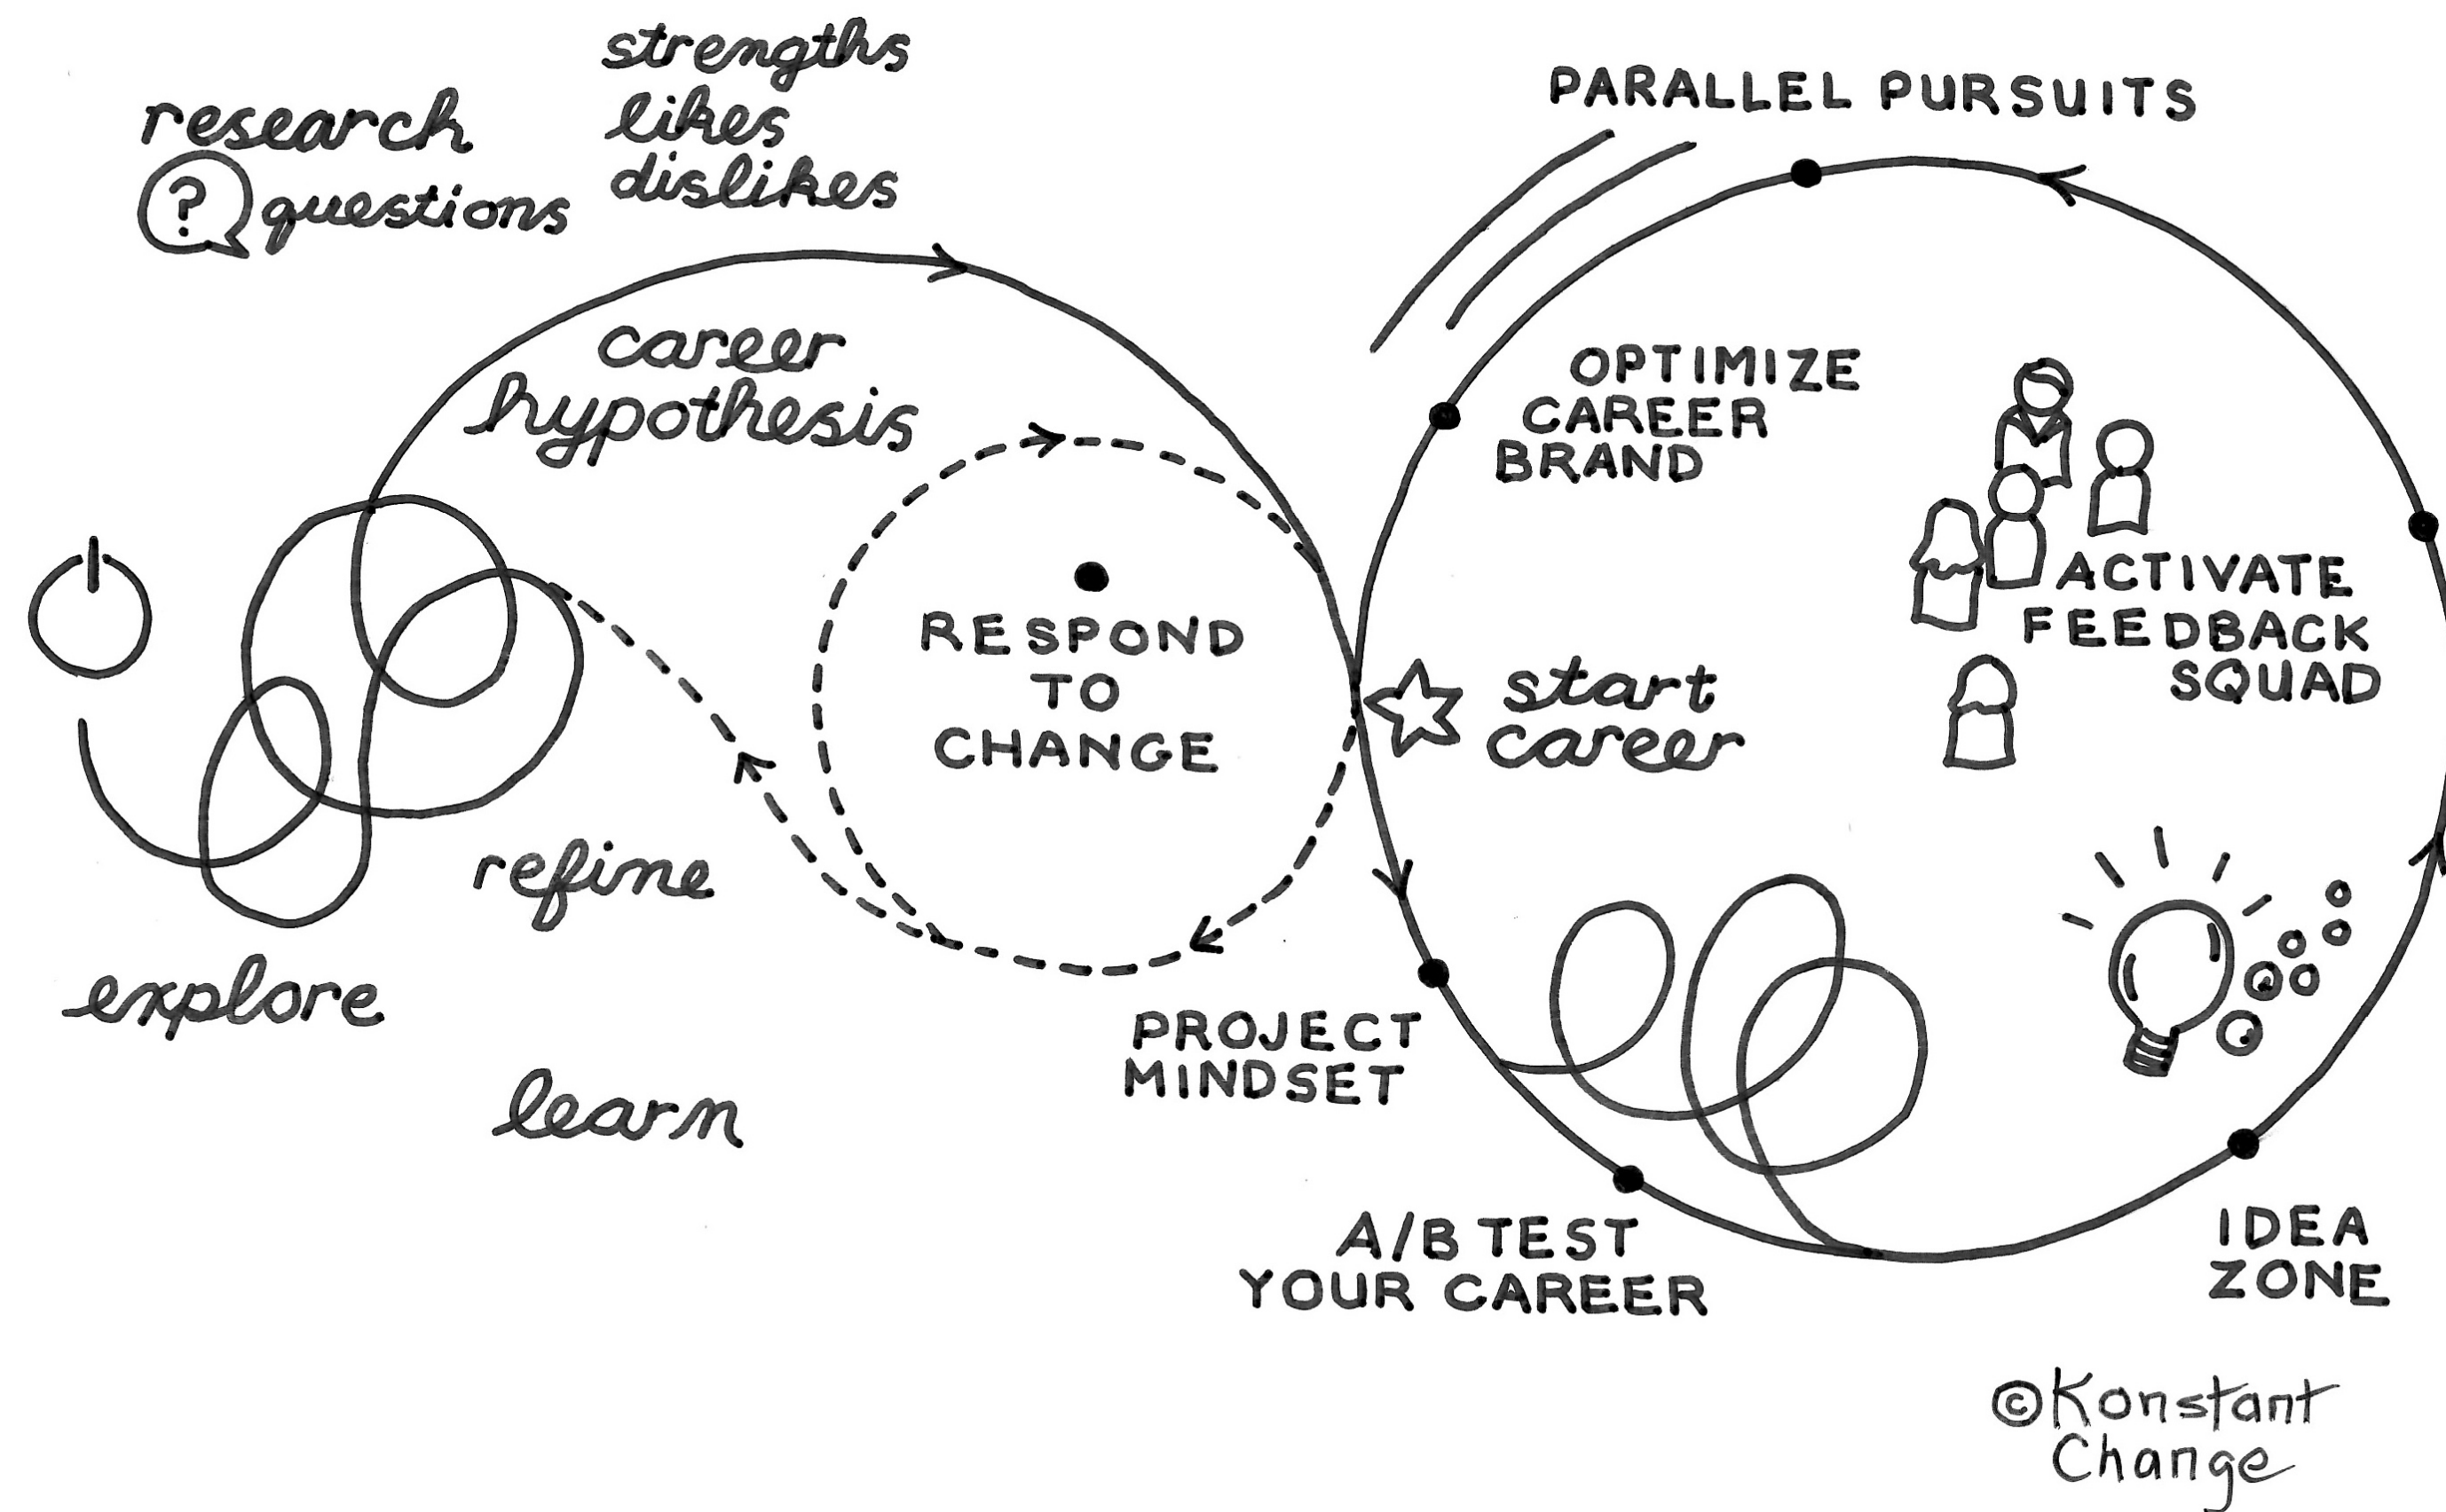 strengths
likes
dislikes
research
? questions
career
hypothesis
refine
explore
learn
RESPOND
TO
CHANGE
start
career
PARALLEL PURSUITS
OPTIMIZE
CAREER
BRAND
ACTIVATE
FEEDBACK
SQUAD
PROJECT
MINDSET
A/B TEST
YOUR CAREER
IDEA
ZONE
©Konstant
Change